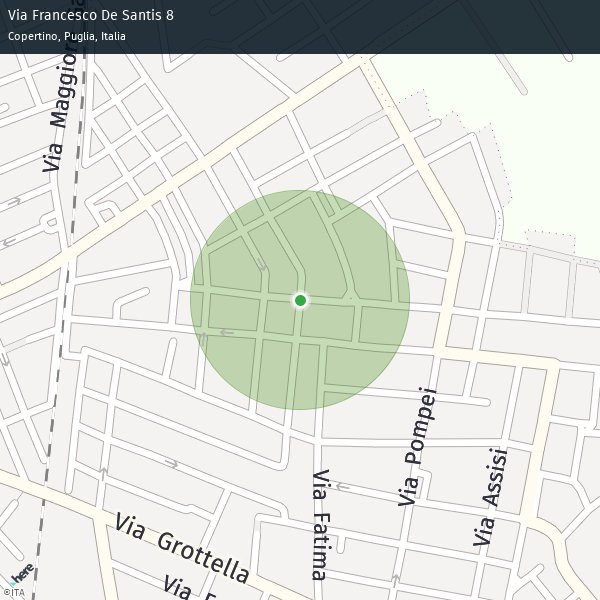 Via Francesco De Santis 8
Copertino, Puglia, Italia
Via Maggior
Via Pompei
Via Assisi
Via Fatima
Via Grottella
Via
here
©ITA